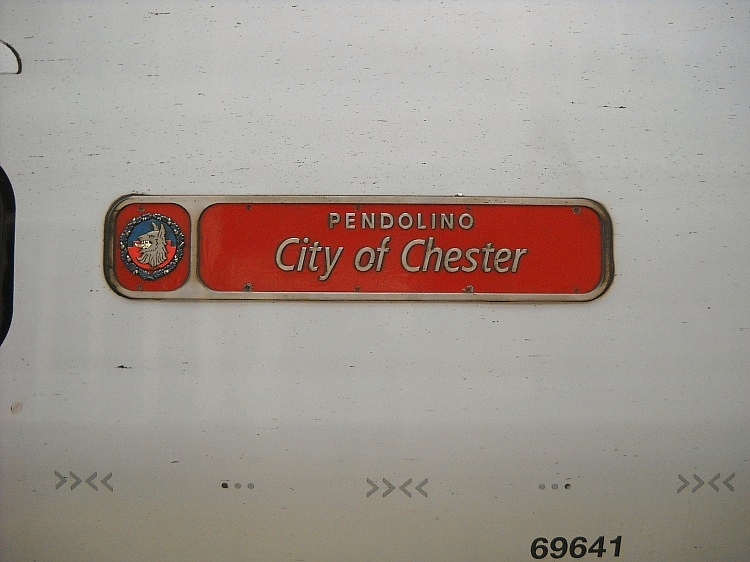 PENDOLINO
City of Chester
69641